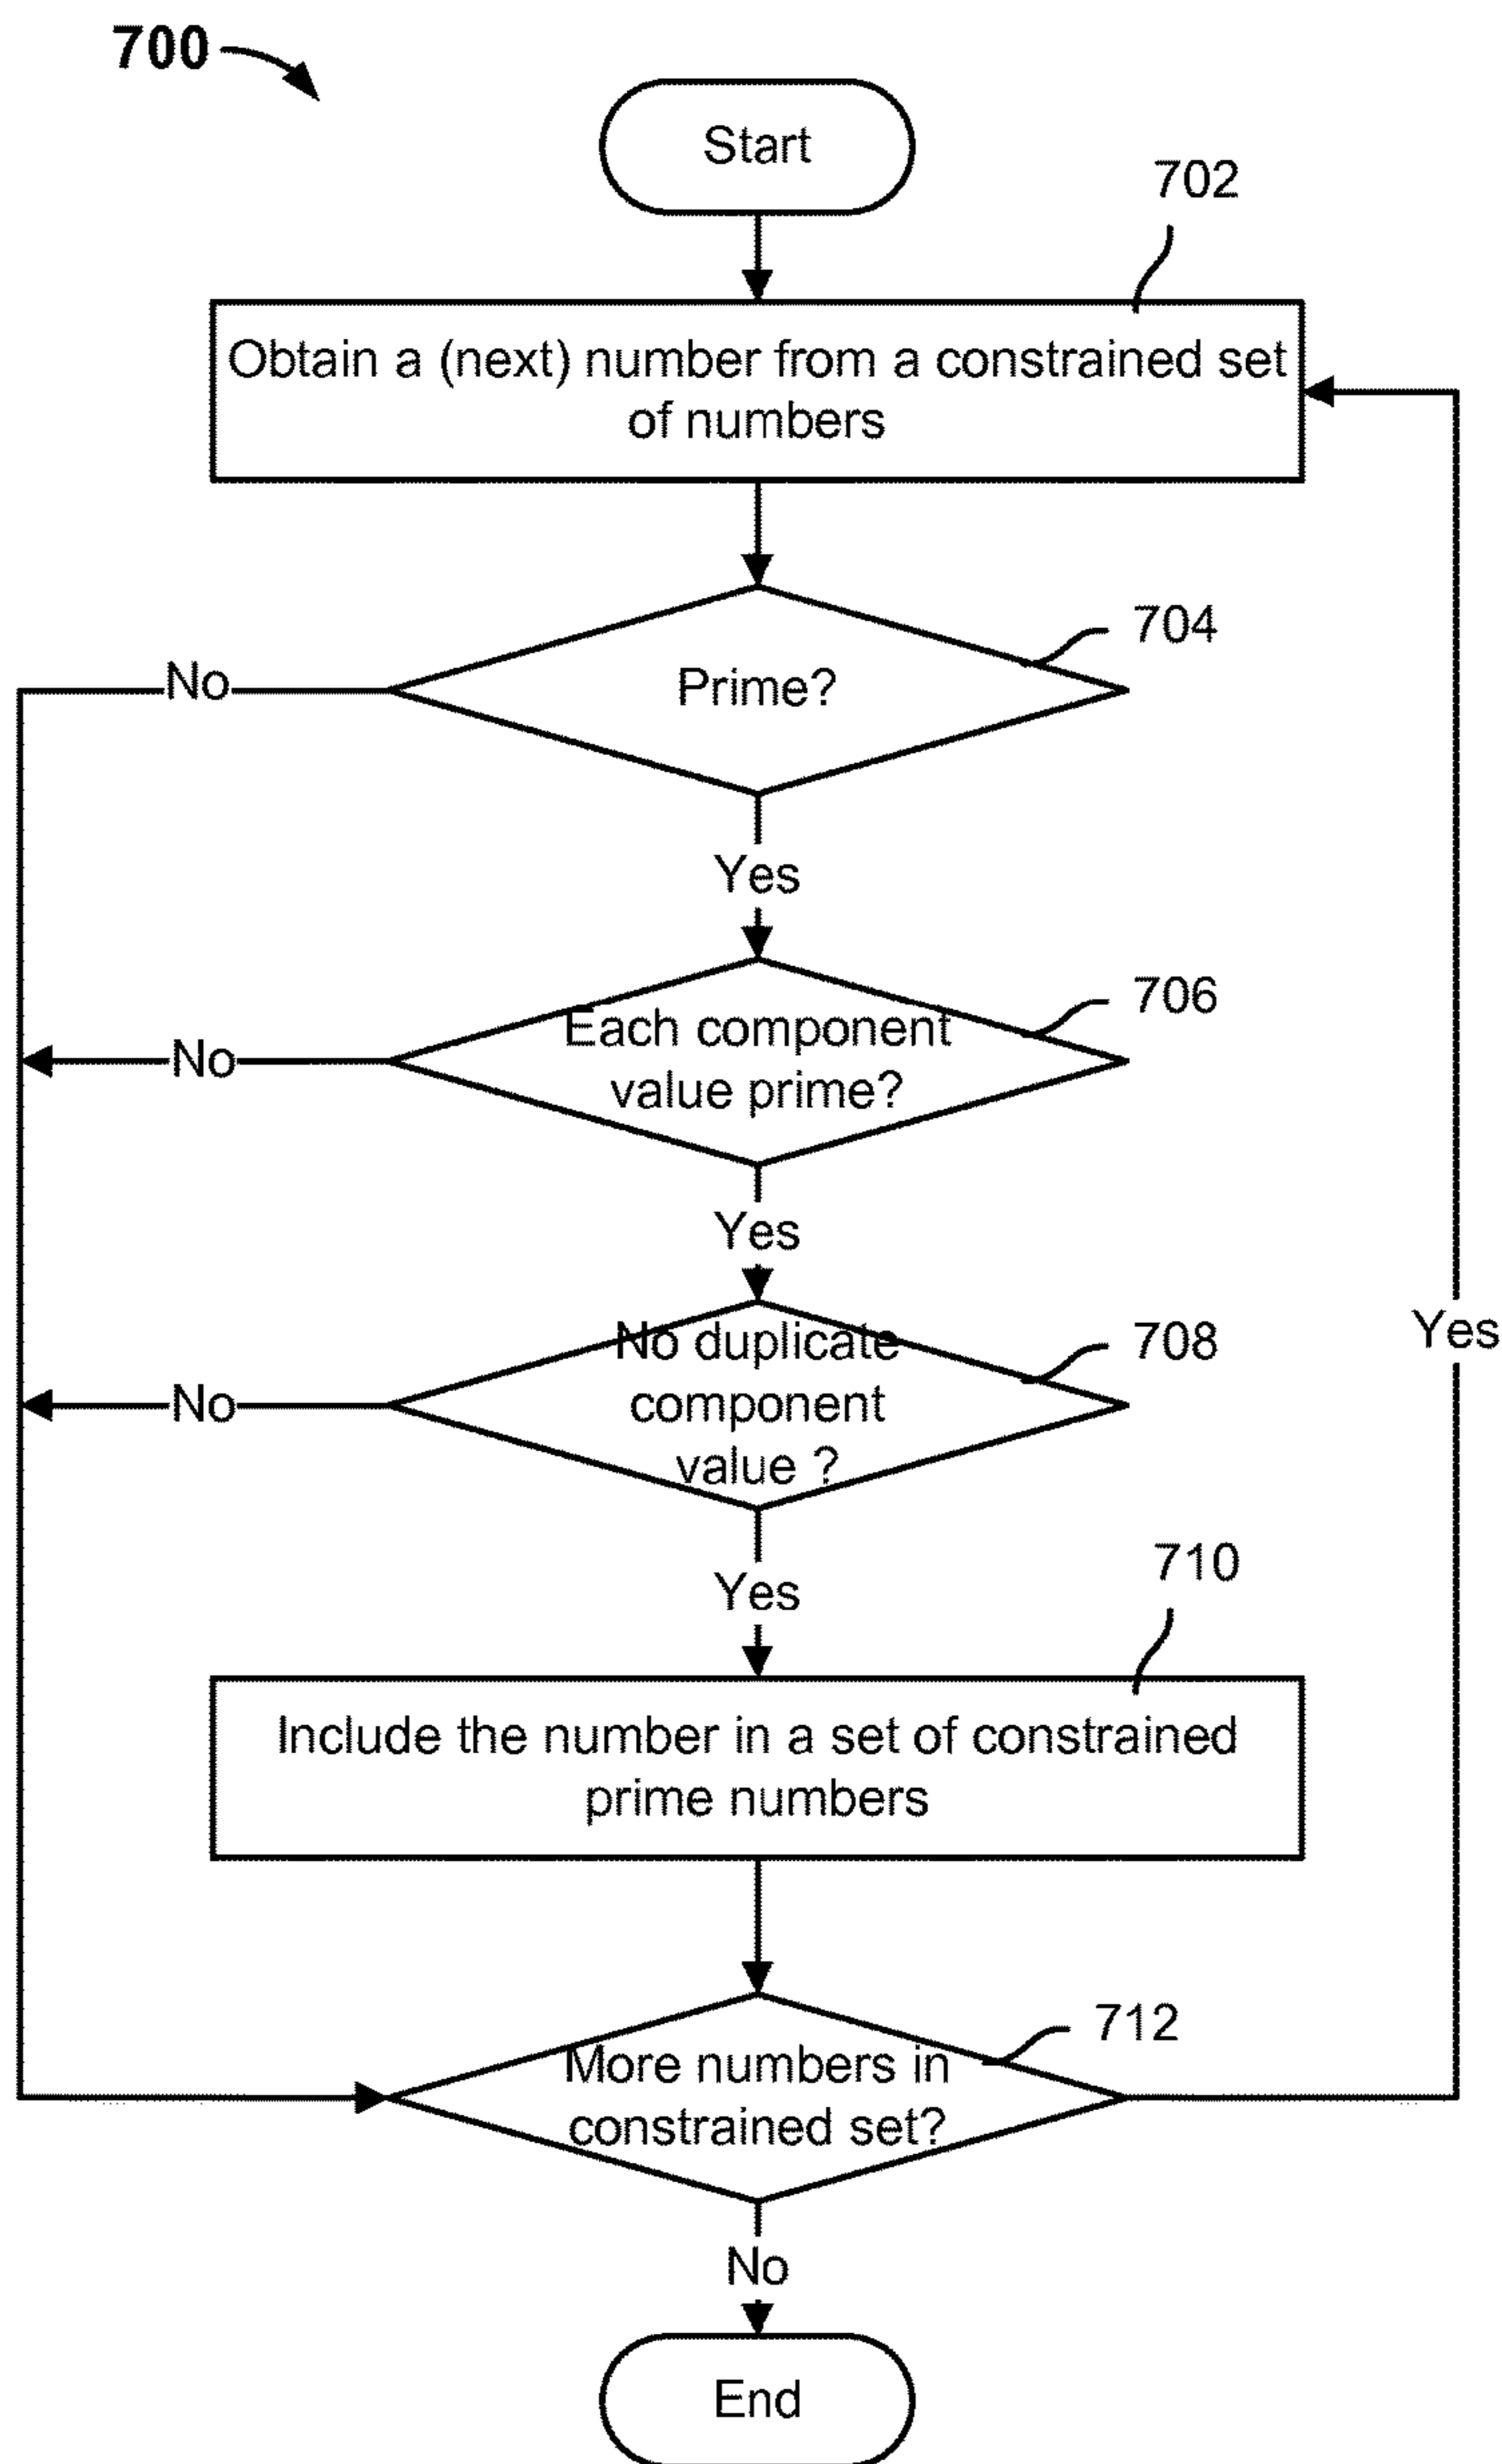 700
Start
702
Obtain a (next) number from a constrained set
of numbers
704
Prime?
No
Yes
706
Each component
value prime?
No
Yes
708
No duplicate
component
value ?
No
Yes
Yes
710
Include the number in a set of constrained
prime numbers
712
More numbers in
constrained set?
No
End